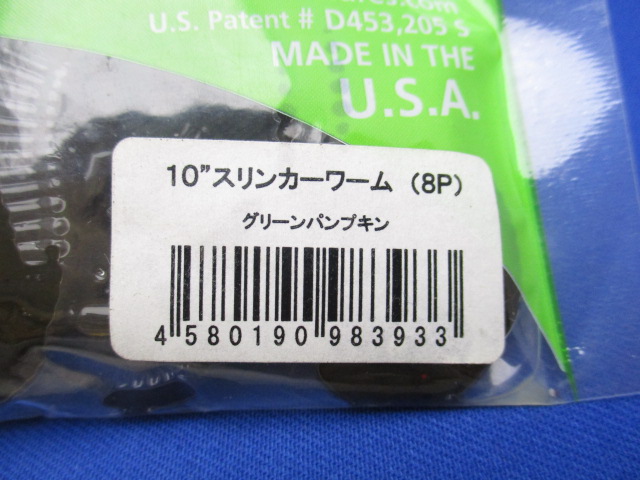 U.S. Patent # D453,205 S
MADE IN THE
U.S.A.
10”スリンカーワーム (8P)
グリーンパンプキン
4 580190 983933